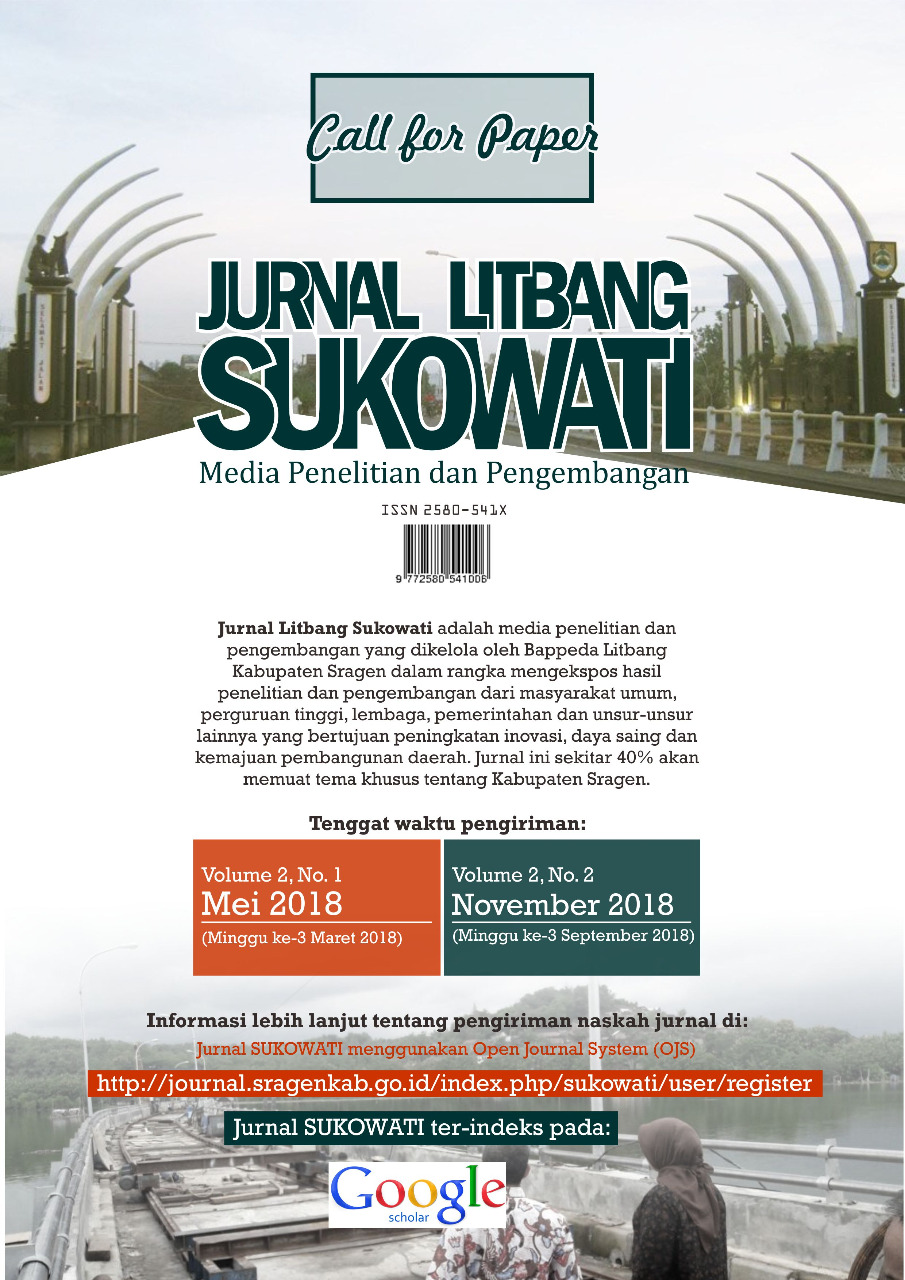 Call for Paper
JURNAL LITBANG
SUKOWATI
Media Penelitian dan Pengembangan
ISSN 2580-541X
9 772580 541006
SELAMAT JALAN
Jurnal Litbang Sukowati adalah media penelitian dan
pengembangan yang dikelola oleh Bappeda Litbang
Kabupaten Sragen dalam rangka mengekspos hasil
penelitian dan pengembangan dari masyarakat umum,
perguruan tinggi, lembaga, pemerintahan dan unsur-unsur
lainnya yang bertujuan peningkatan inovasi, daya saing dan
kemajuan pembangunan daerah. Jurnal ini sekitar 40% akan
memuat tema khusus tentang Kabupaten Sragen.
Tenggat waktu pengiriman:
Volume 2, No. 1
Mei 2018
(Minggu ke-3 Maret 2018)
Volume 2, No. 2
November 2018
(Minggu ke-3 September 2018)
Informasi lebih lanjut tentang pengiriman naskah jurnal di:
Jurnal SUKOWATI menggunakan Open Journal System (OJS)
http://journal.sragenkab.go.id/index.php/sukowati/user/register
Jurnal SUKOWATI ter-indeks pada:
Google
scholar